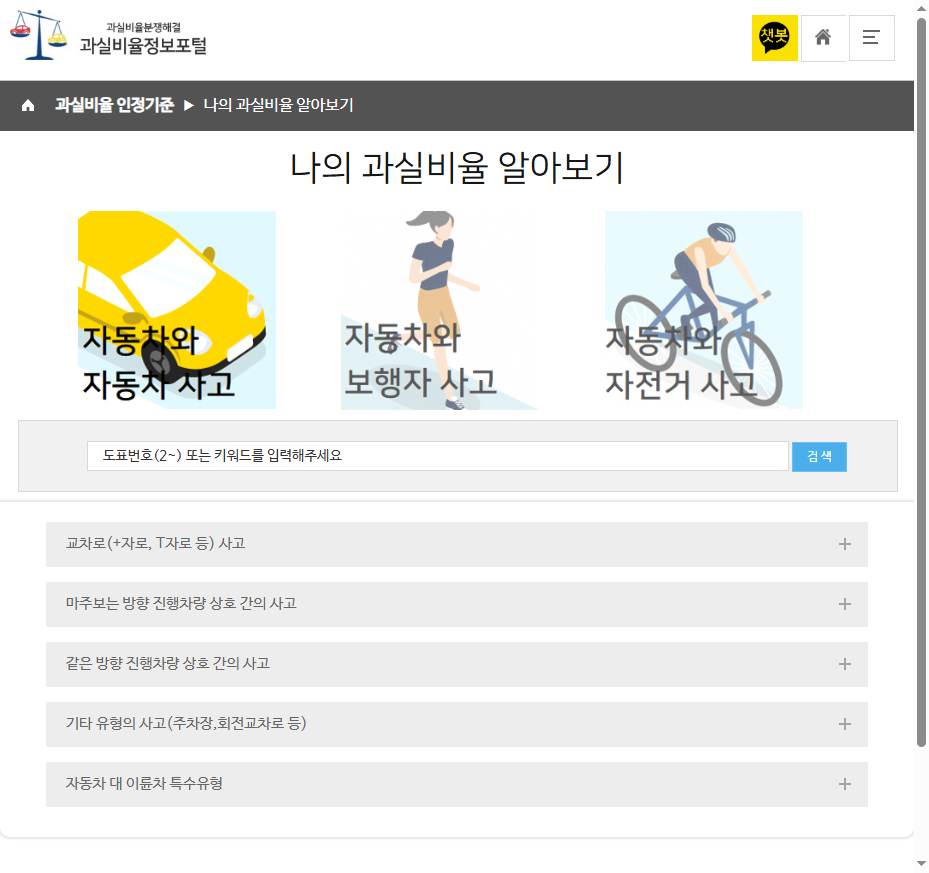 과실비율분쟁해결
과실비율정보포털
챗봇
과실비율 인정기준 ▶ 나의 과실비율 알아보기
나의 과실비율 알아보기
자동차와
자동차 사고
자동차와
보행자 사고
자동차와
자전거 사고
도표번호(2~) 또는 키워드를 입력해주세요
검색
교차로(+자로, T자로 등) 사고
마주보는 방향 진행차량 상호 간의 사고
같은 방향 진행차량 상호 간의 사고
기타 유형의 사고(주차장,회전교차로 등)
자동차 대 이륜차 특수유형